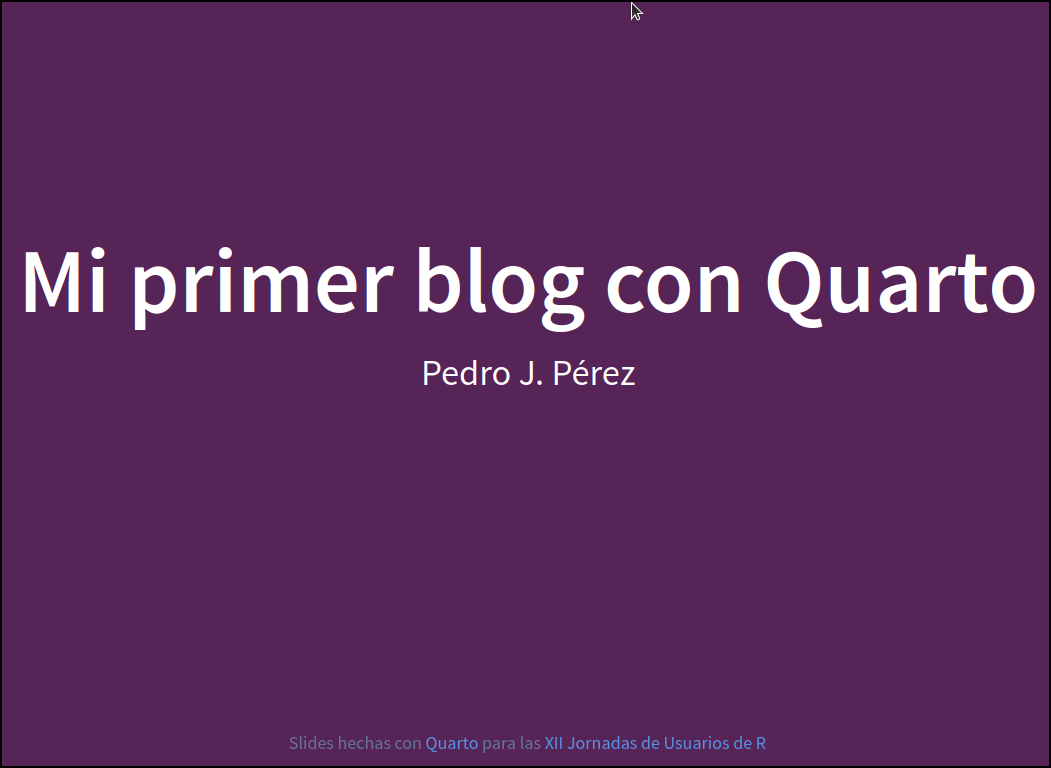 Mi primer blog con Quarto
Pedro J. Pérez
Slides hechas con Quarto para las XII Jornadas de Usuarios de R